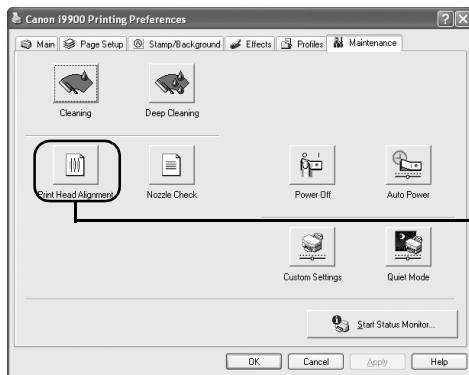 Canon i9900 Printing Preferences
Main Page Setup Stamp/Background Effects Profiles Maintenance
Cleaning Deep Cleaning
Print Head Alignment Nozzle Check Power Off Auto Power
Custom Settings Quiet Mode
Start Status Monitor...
OK Cancel Apply Help